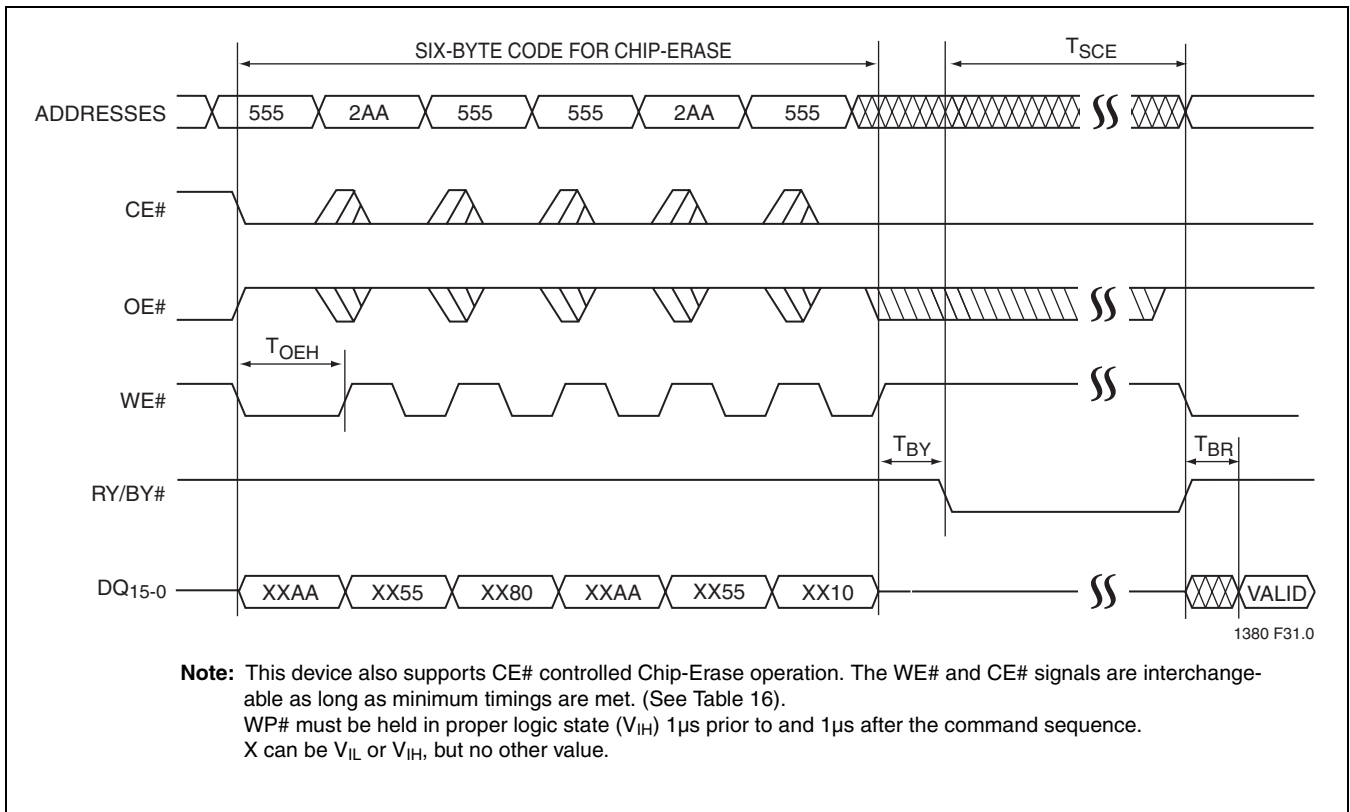 SIX-BYTE CODE FOR CHIP-ERASE
TSCE
ADDRESSES 555 2AA 555 555 2AA 555
CE#
OE#
TOEH
WE#
TBY TBR
RY/BY#
DQ15-0 XXAA XX55 XX80 XXAA XX55 XX10 VALID
1380 F31.0
Note: This device also supports CE# controlled Chip-Erase operation. The WE# and CE# signals are interchange-
able as long as minimum timings are met. (See Table 16).
WP# must be held in proper logic state (VIH) 1µs prior to and 1µs after the command sequence.
X can be VIL or VIH, but no other value.